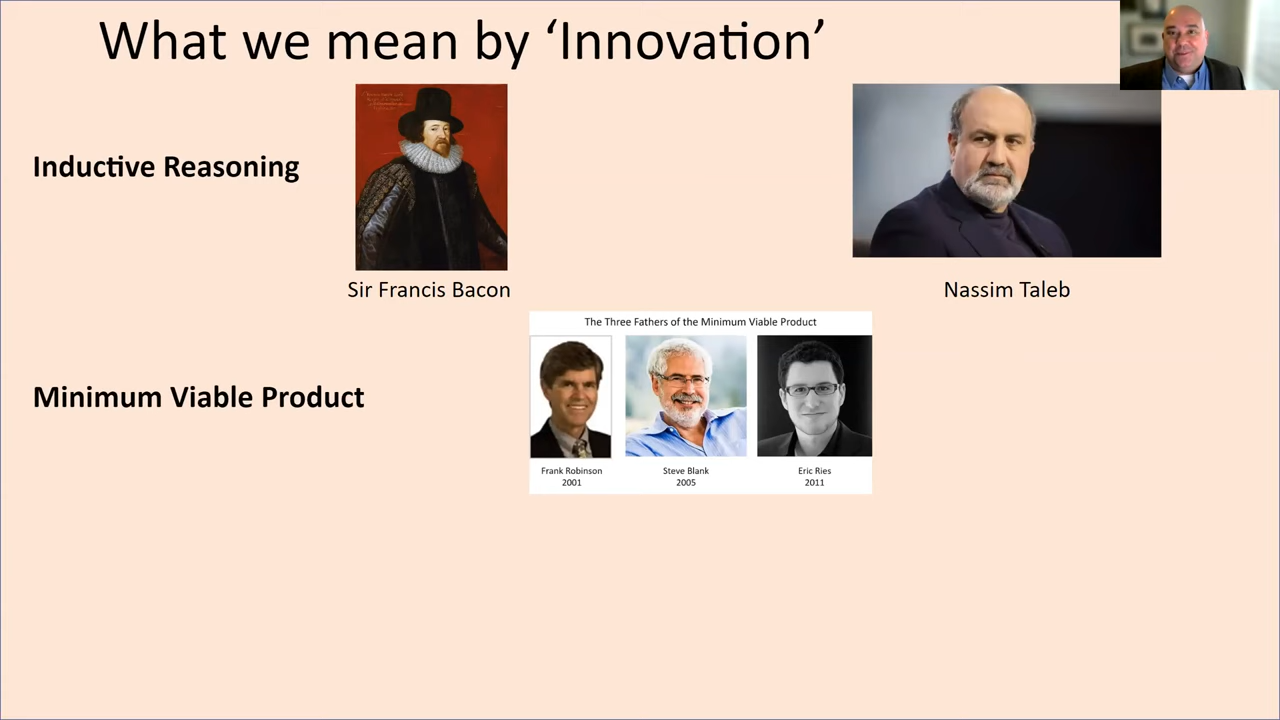 What we mean by ‘Innovation’
Inductive Reasoning
Sir Francis Bacon
Nassim Taleb
The Three Fathers of the Minimum Viable Product
Minimum Viable Product
Frank Robinson
2001
Steve Blank
2005
Eric Ries
2011